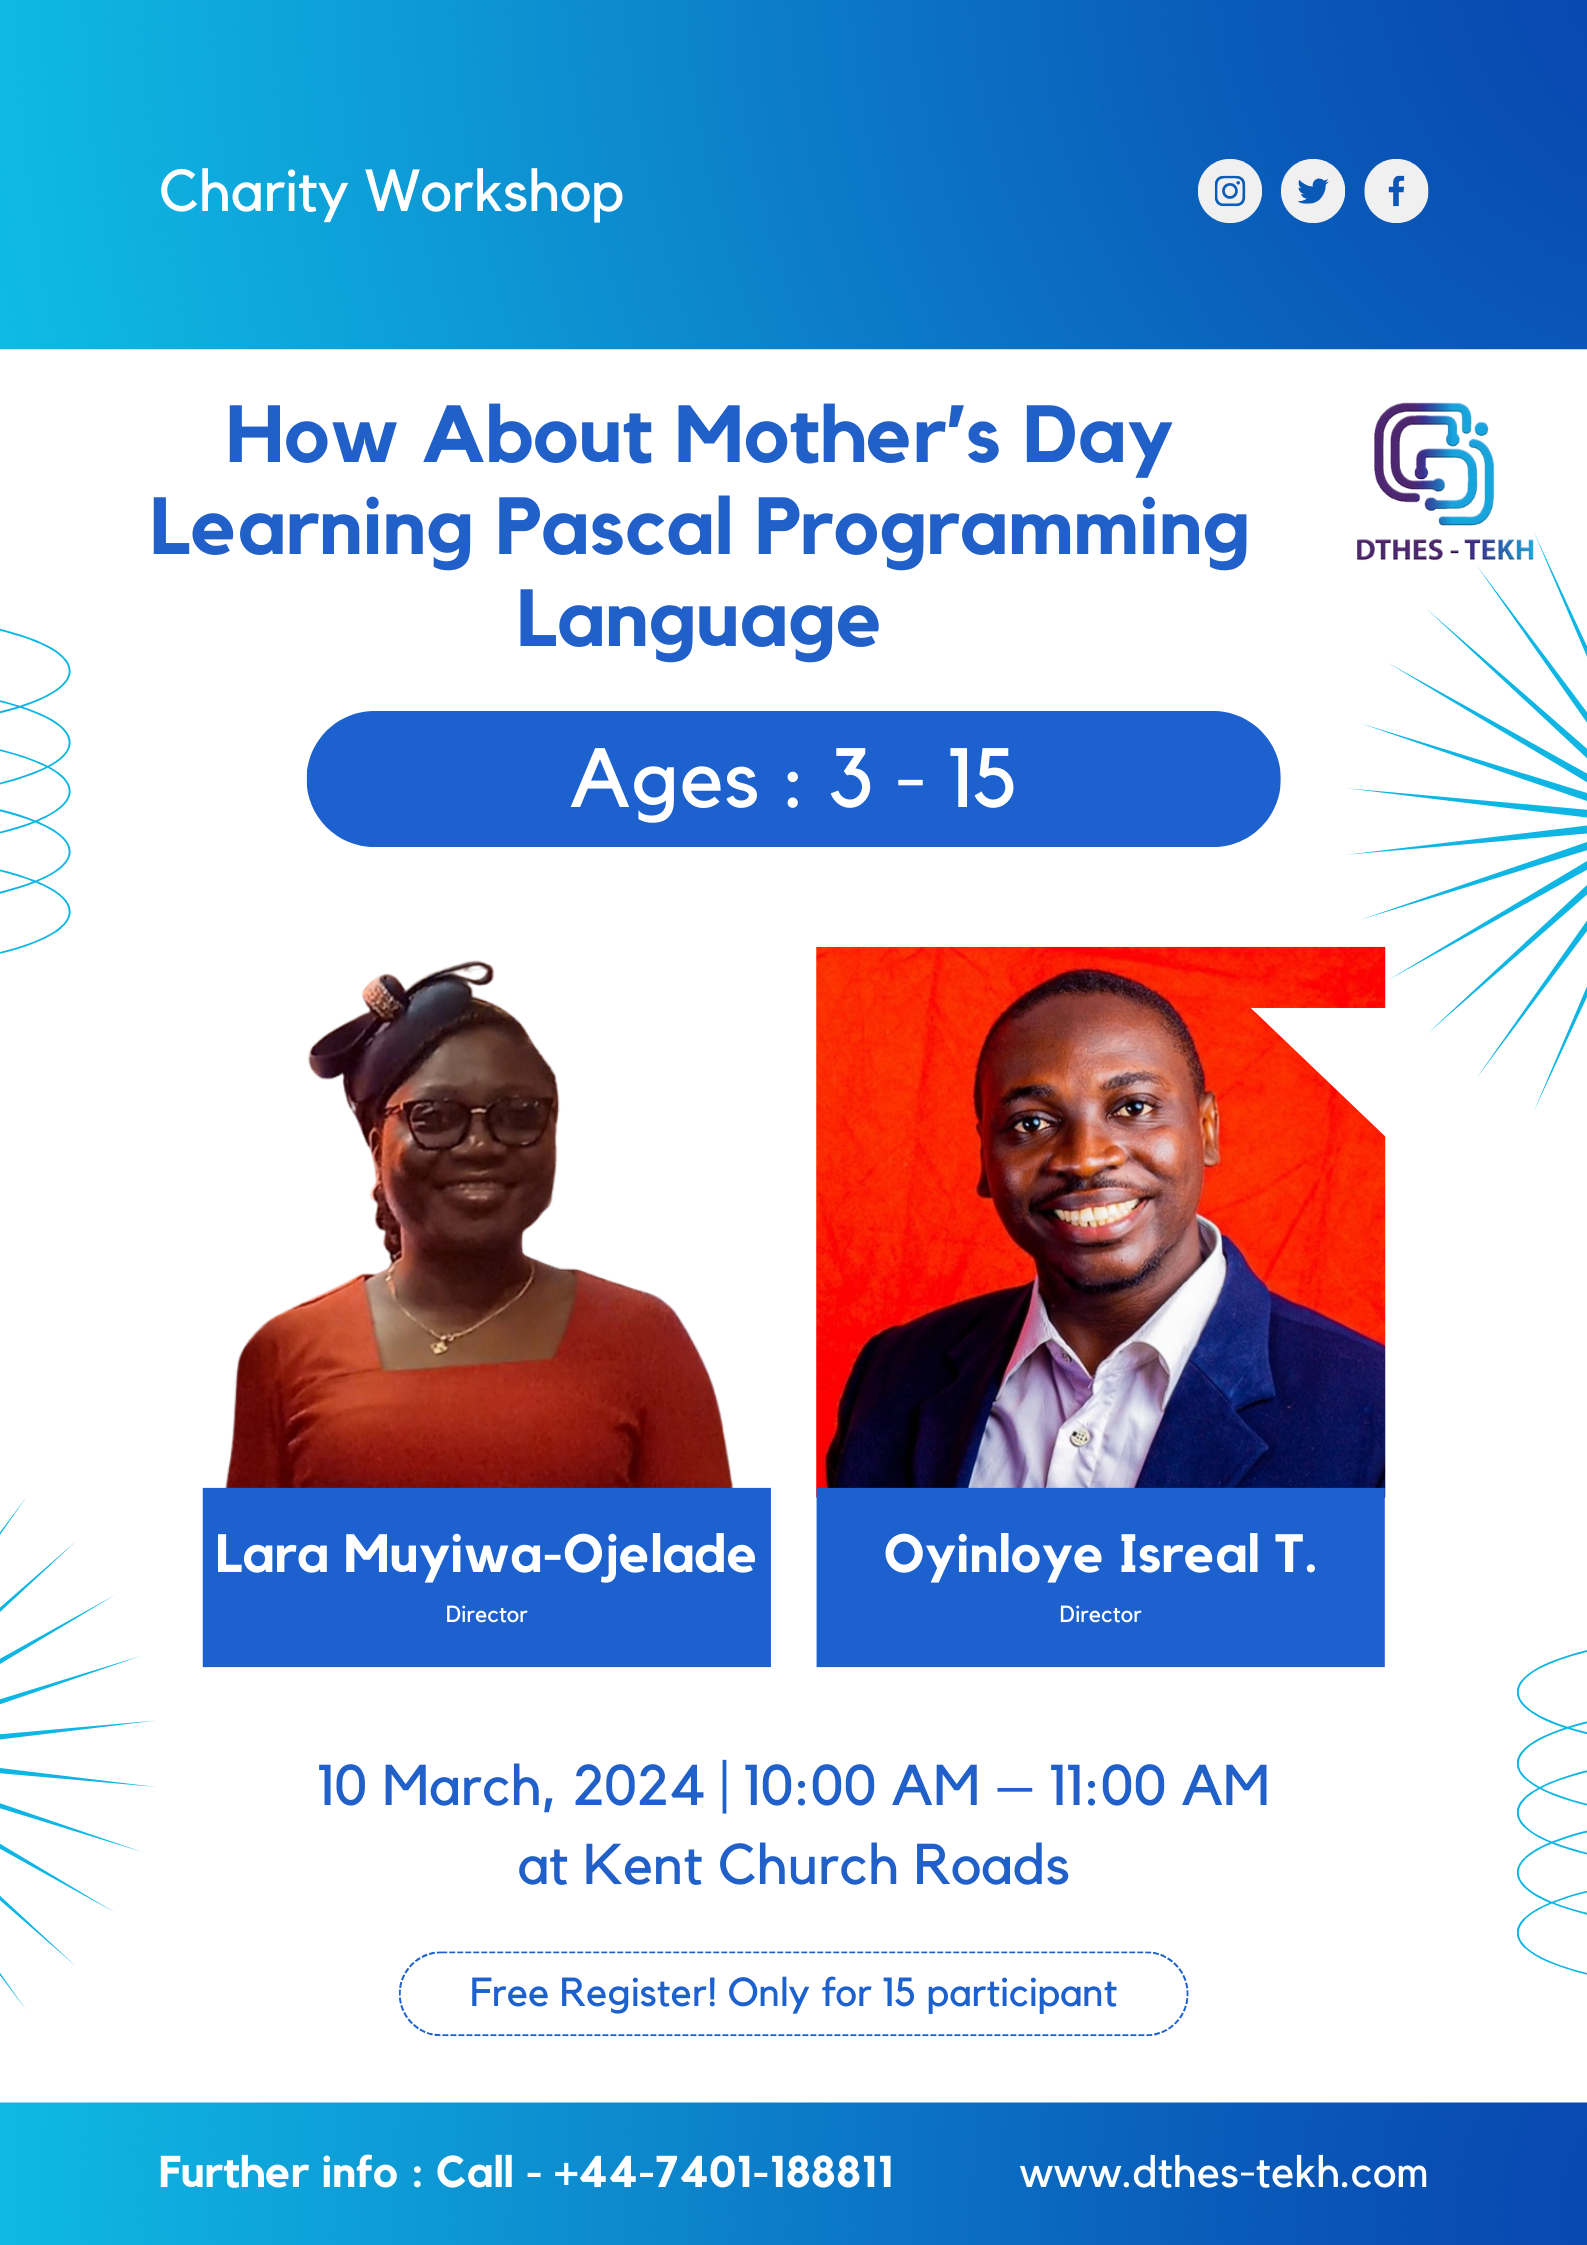 Charity Workshop
How About Mother’s Day
Learning Pascal Programming
Language
DTHES - TEKH
Ages : 3 - 15
Lara Muyiwa-Ojelade
Director
Oyinloye Isreal T.
Director
10 March, 2024 | 10:00 AM – 11:00 AM
at Kent Church Roads
Free Register! Only for 15 participant
Further info : Call - +44-7401-188811
www.dthes-tekh.com